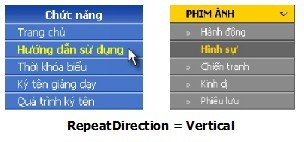 Chức năng
Trang chủ
Hướng dẫn sử dụng
Thời khóa biểu
Ký tên giảng dạy
Quá trình ký tên
PHIM ẢNH
» Hành động
» Hình sự
» Chiến tranh
» Kinh dị
» Phiêu lưu
RepeatDirection = Vertical